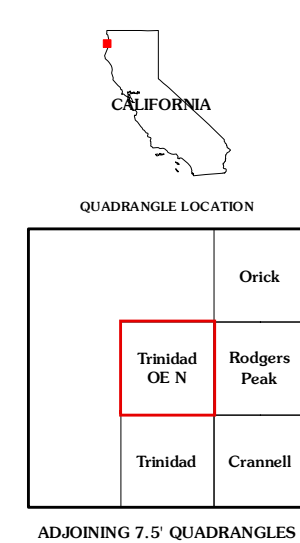 CALIFORNIA
QUADRANGLE LOCATION
Orick
Trinidad
OE N
Rodgers
Peak
Trinidad
Crannell
ADJOINING 7.5' QUADRANGLES